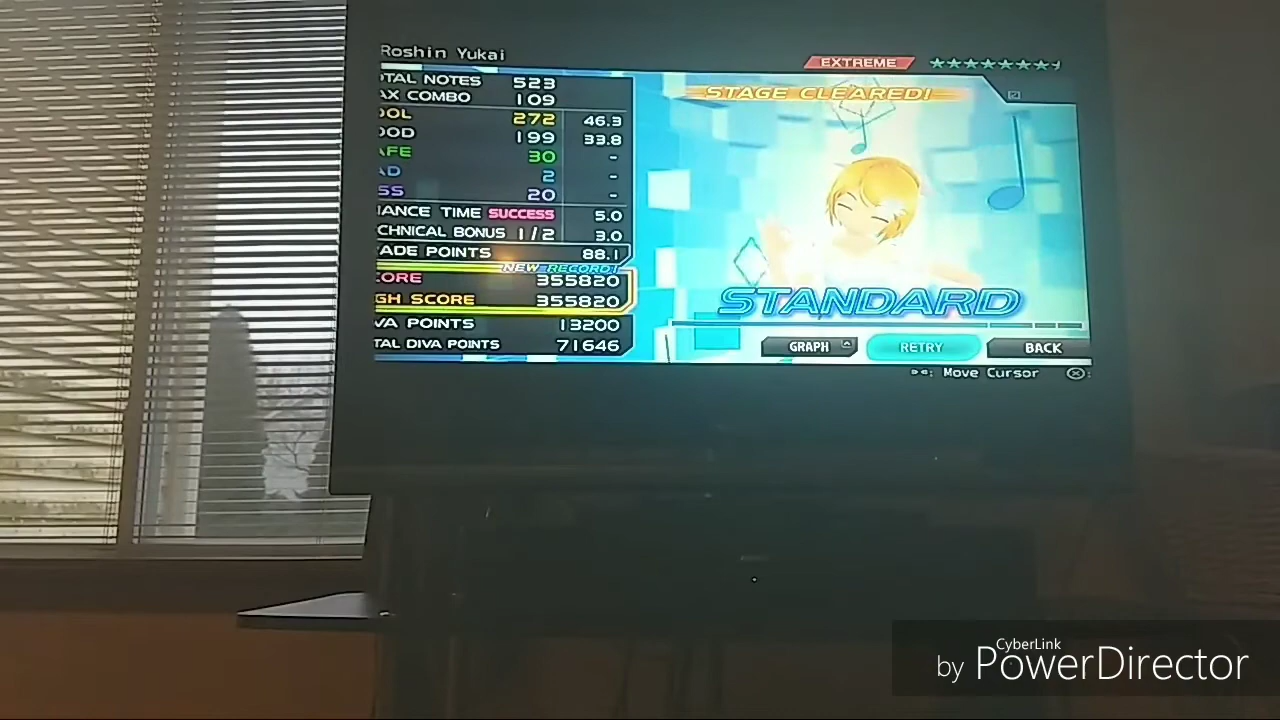 Roshin Yukai
EXTREME
OTAL NOTES 523
AX COMBO 109
OOL 272 46.3
OOD 199 33.8
AFE 30 -
AD 2 -
SS 20 -
HANCE TIME SUCCESS 5.0
CHNICAL BONUS 1/2 3.0
ADE POINTS 88.1
NEW RECORD!
CORE 355820
GH SCORE 355820
VA POINTS 13200
TAL DIVA POINTS 71646
STAGE CLEARED!
STANDARD
GRAPH RETRY BACK
: Move Cursor :
CyberLink
by PowerDirector